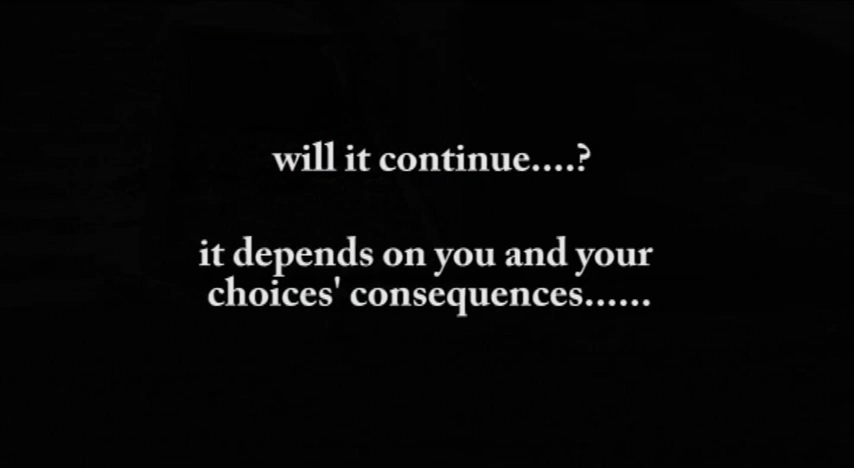 will it continue....?
it depends on you and your
choices' consequences......